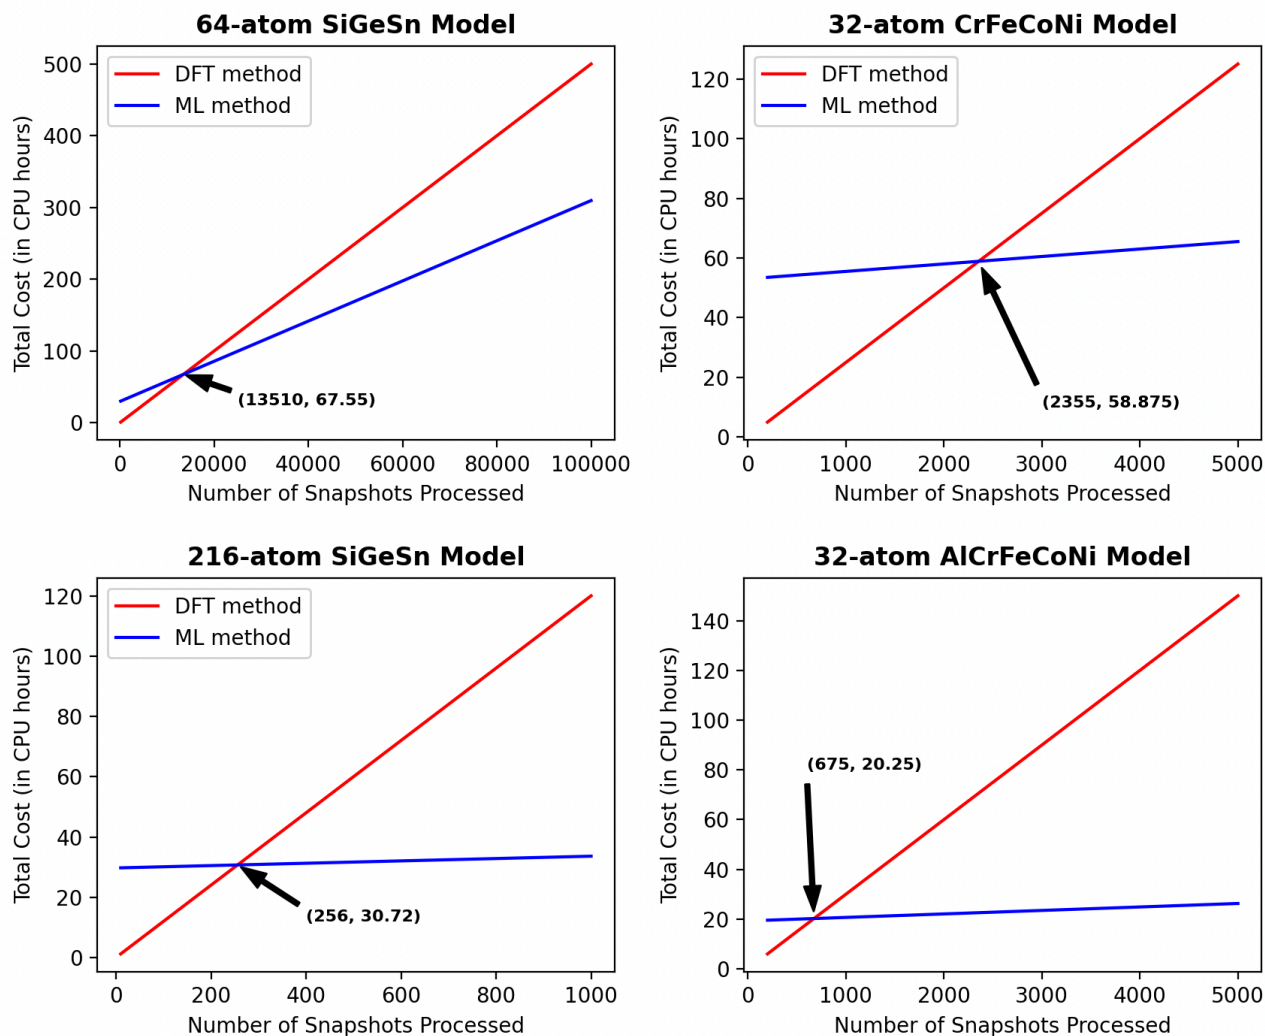 64-atom SiGeSn Model
DFT method
ML method
Total Cost (in CPU hours)
500
400
300
200
100
0
(13510, 67.55)
0 20000 40000 60000 80000 100000
Number of Snapshots Processed
32-atom CrFeCoNi Model
DFT method
ML method
Total Cost (in CPU hours)
120
100
80
60
40
20
0
(2355, 58.875)
0 1000 2000 3000 4000 5000
Number of Snapshots Processed
216-atom SiGeSn Model
DFT method
ML method
Total Cost (in CPU hours)
120
100
80
60
40
20
0
(256, 30.72)
0 200 400 600 800 1000
Number of Snapshots Processed
32-atom AlCrFeCoNi Model
Total Cost (in CPU hours)
140
120
100
80
60
40
20
0
(675, 20.25)
0 1000 2000 3000 4000 5000
Number of Snapshots Processed